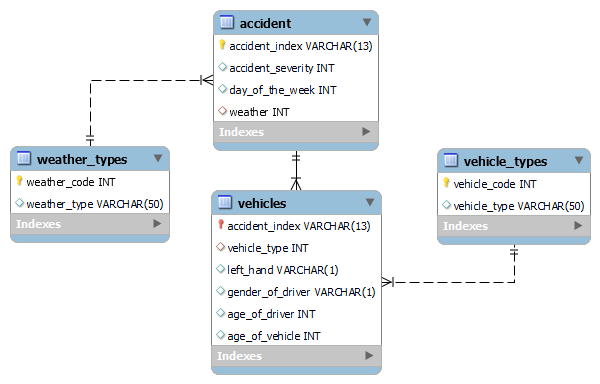 accident
accident_index VARCHAR(13)
accident_severity INT
day_of_the_week INT
weather INT
Indexes
weather_types
weather_code INT
weather_type VARCHAR(50)
Indexes
vehicle_types
vehicle_code INT
vehicle_type VARCHAR(50)
Indexes
vehicles
accident_index VARCHAR(13)
vehicle_type INT
left_hand VARCHAR(1)
gender_of_driver VARCHAR(1)
age_of_driver INT
age_of_vehicle INT
Indexes